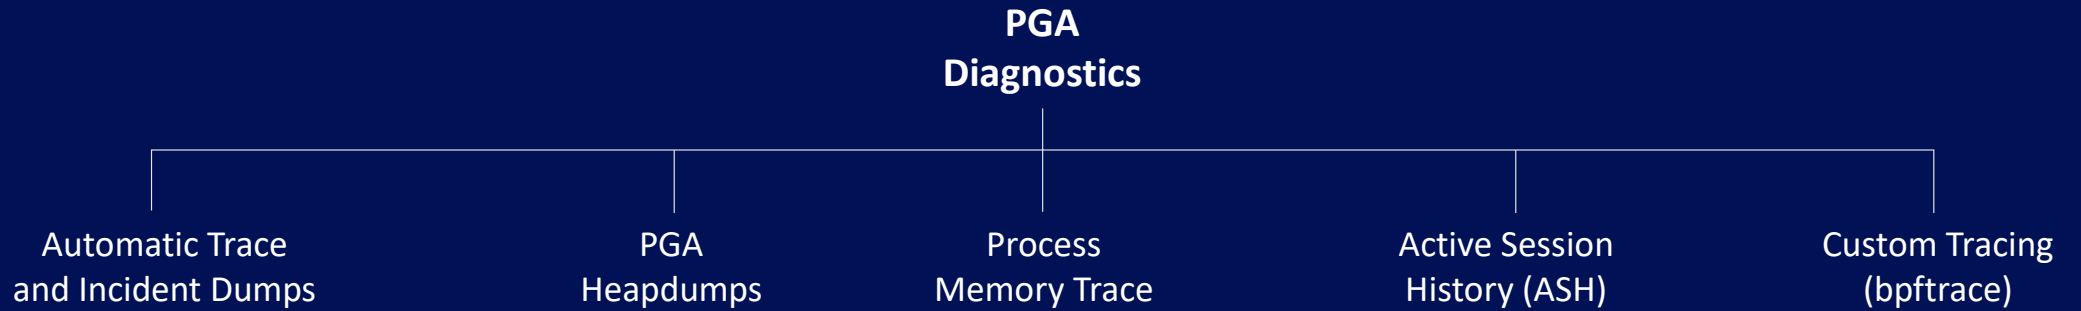 PGA
Diagnostics
Automatic Trace
and Incident Dumps
PGA
Heapdumps
Process
Memory Trace
Active Session
History (ASH)
Custom Tracing
(bpftrace)